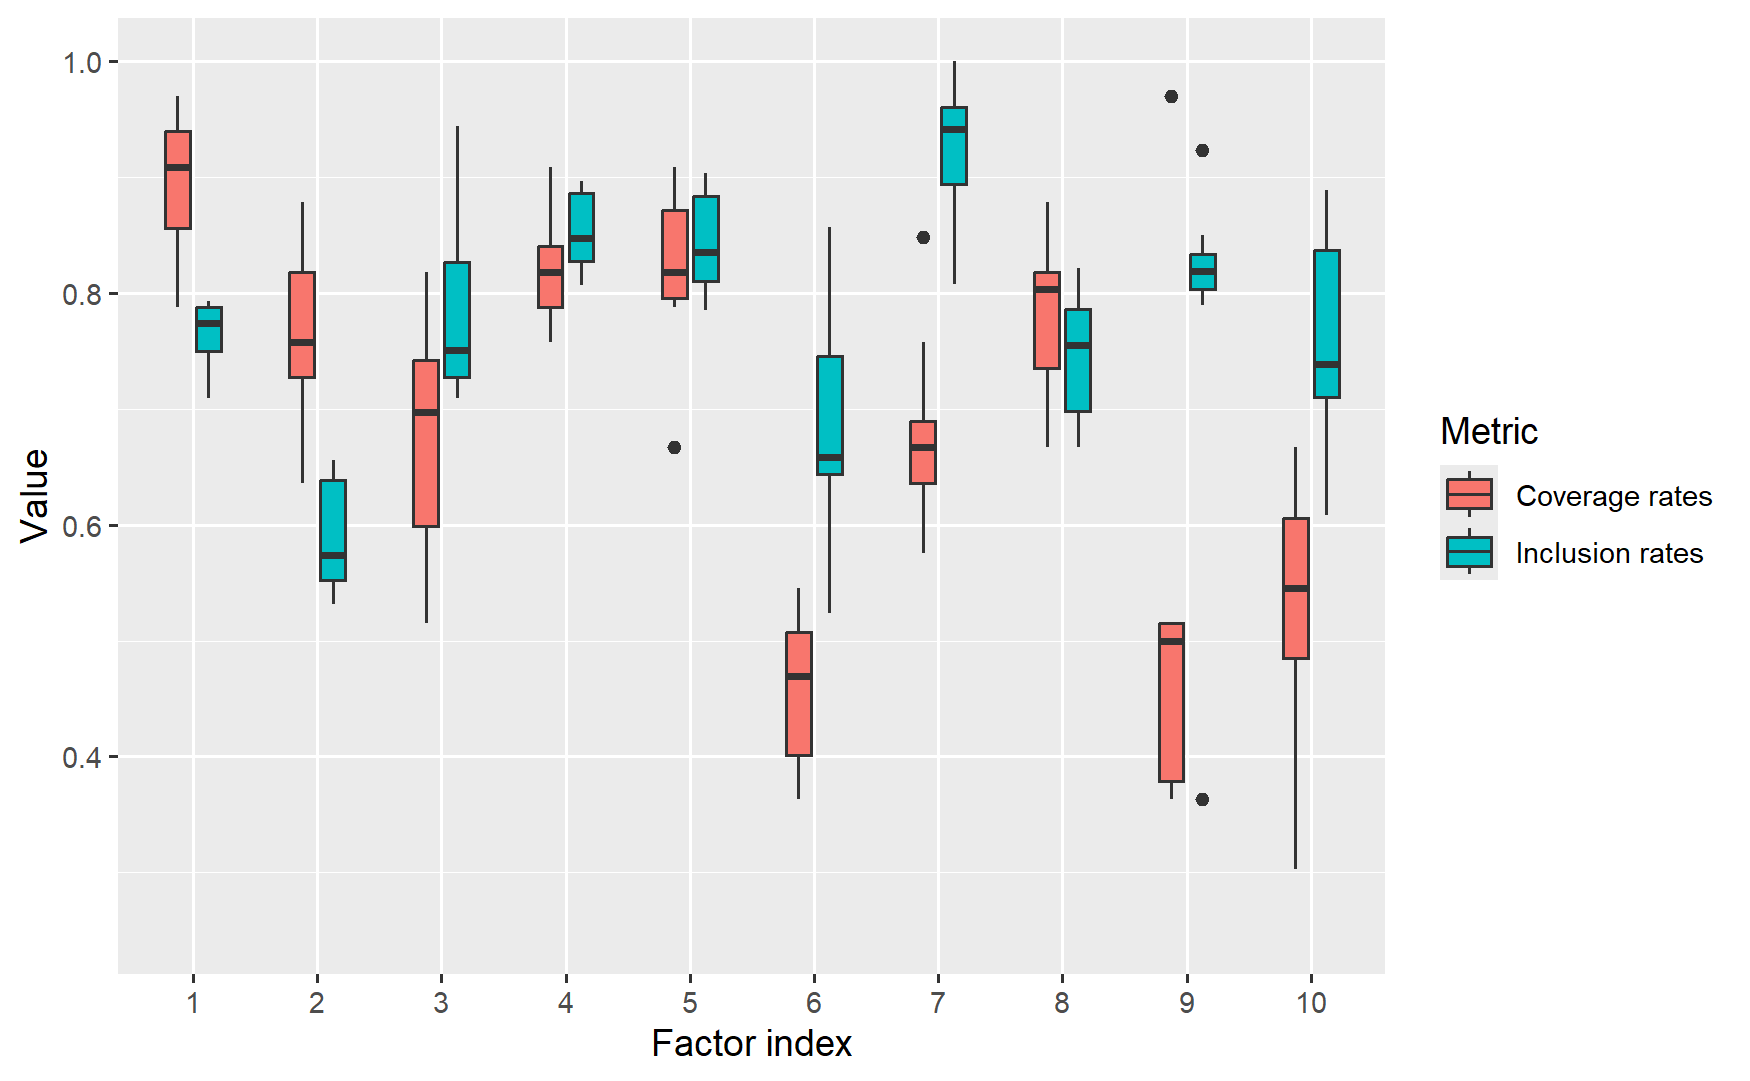 1.0
0.8
0.6
0.4
Value
1 2 3 4 5 6 7 8 9 10
Factor index
Metric
Coverage rates
Inclusion rates